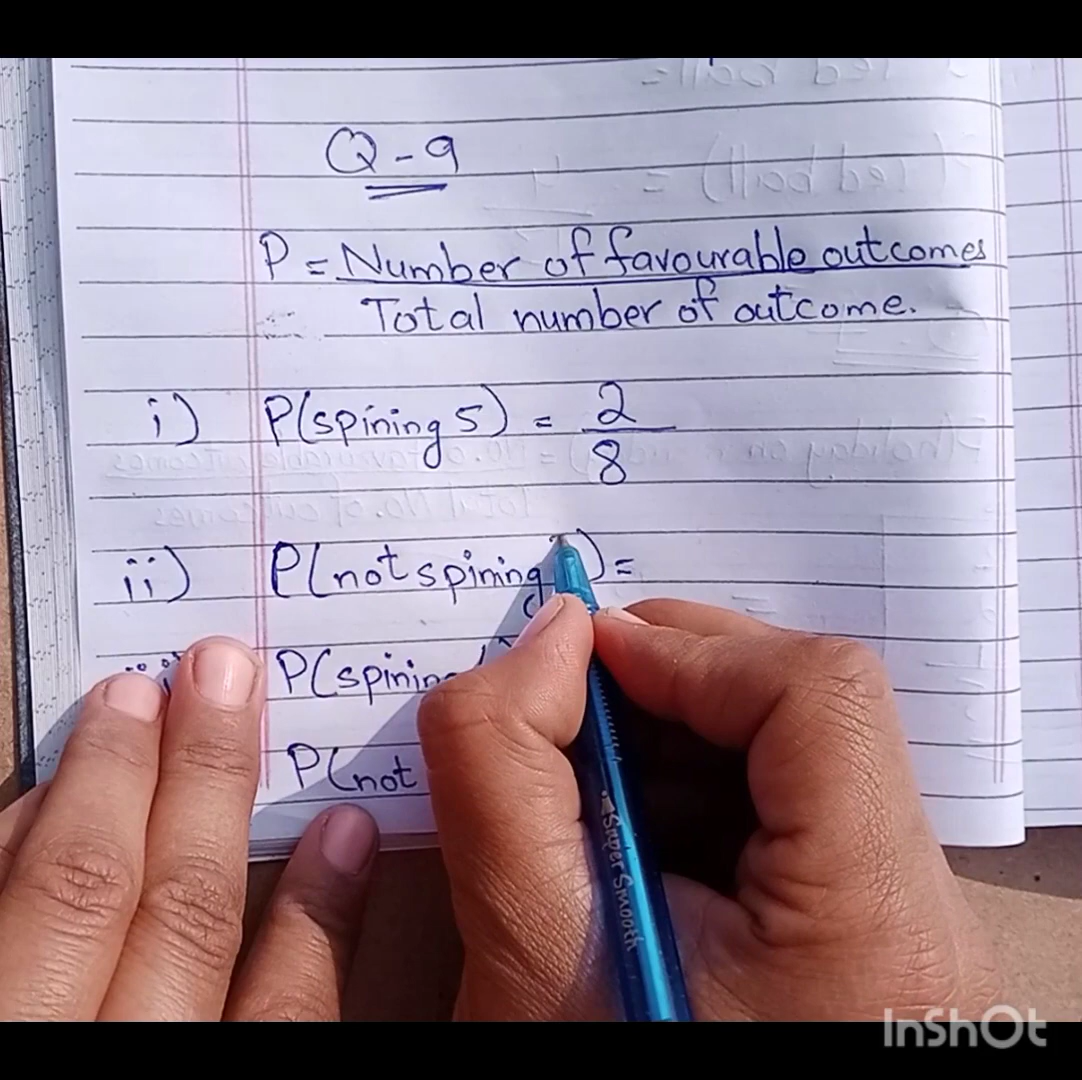 Q-9
P = Number of favourable outcomes
Total number of outcome.
i) P(spining 5) = 2
8
ii) P(not spining )=
P(spining
P(not
Super Smooth
InShOt